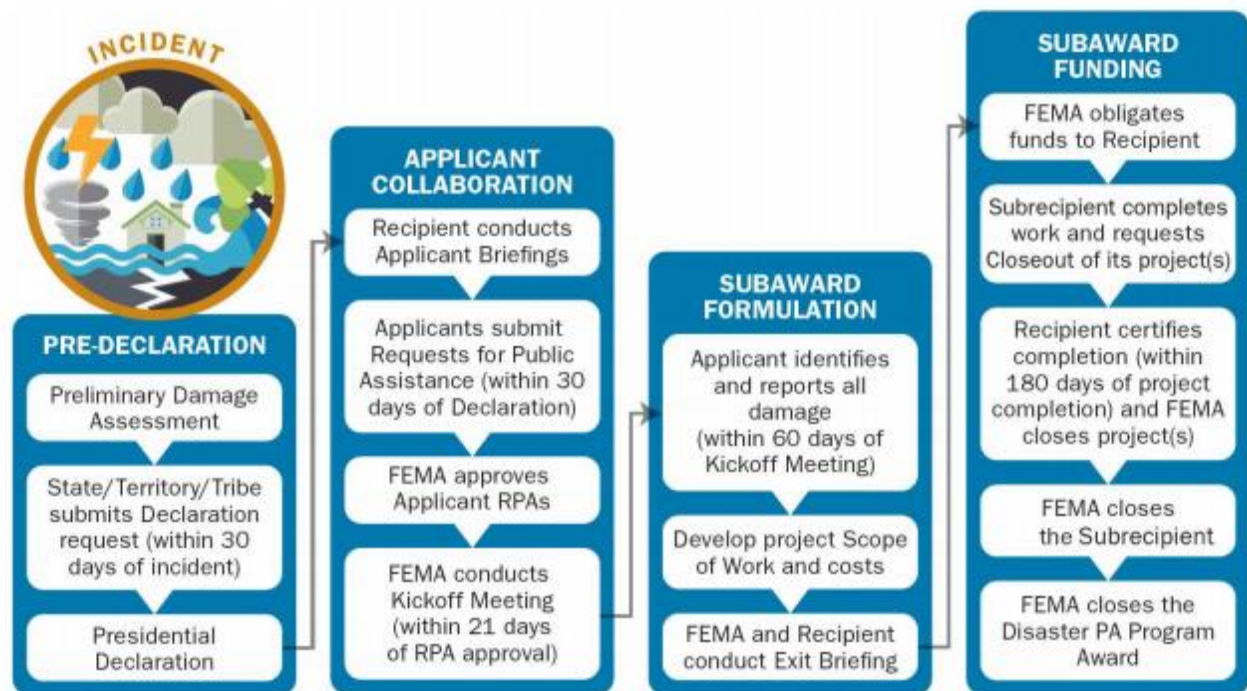 INCIDENT
PRE-DECLARATION
Preliminary Damage
Assessment
State/Territory/Tribe
submits Declaration
request (within 30
days of incident)
Presidential
Declaration
APPLICANT
COLLABORATION
Recipient conducts
Applicant Briefings
Applicants submit
Requests for Public
Assistance (within 30
days of Declaration)
FEMA approves
Applicant RPAs
FEMA conducts
Kickoff Meeting
(within 21 days
of RPA approval)
SUBAWARD
FORMULATION
Applicant identifies
and reports all
damage
(within 60 days of
Kickoff Meeting)
Develop project Scope
of Work and costs
FEMA and Recipient
conduct Exit Briefing
SUBAWARD
FUNDING
FEMA obligates
funds to Recipient
Subrecipient completes
work and requests
Closeout of its project(s)
Recipient certifies
completion (within
180 days of project
completion) and FEMA
closes project(s)
FEMA closes
the Subrecipient
FEMA closes the
Disaster PA Program
Award